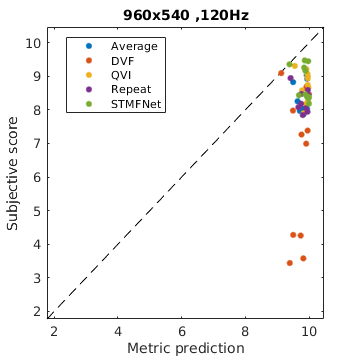 960x540 ,120Hz
Average
DVF
QVI
Repeat
STMFNet
Subjective score
10
9
8
7
6
5
4
3
2
2
4
6
8
10
Metric prediction